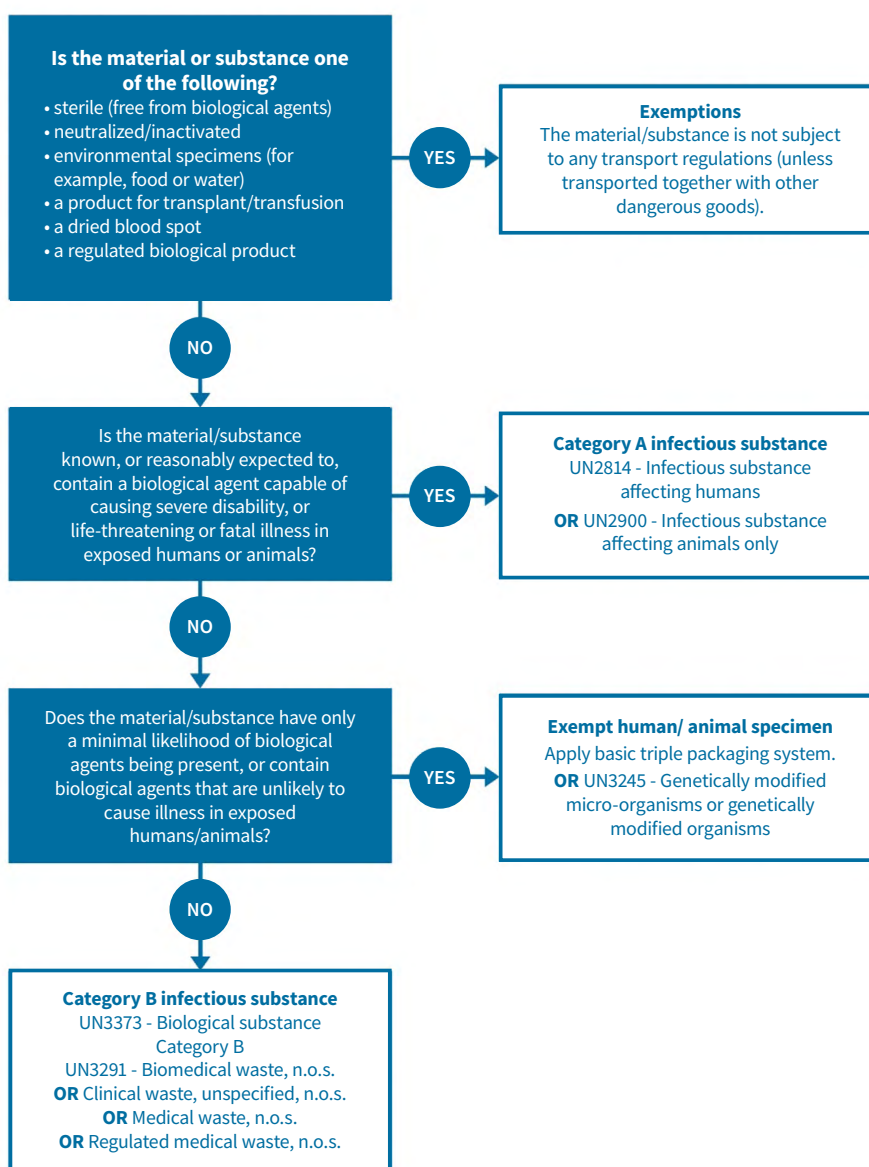 Is the material or substance one
of the following?
• sterile (free from biological agents)
• neutralized/inactivated
• environmental specimens (for
example, food or water)
• a product for transplant/transfusion
• a dried blood spot
• a regulated biological product
YES
Exemptions
The material/substance is not subject
to any transport regulations (unless
transported together with other
dangerous goods).
NO
Is the material/substance
known, or reasonably expected to,
contain a biological agent capable of
causing severe disability, or
life-threatening or fatal illness in
exposed humans or animals?
YES
Category A infectious substance
UN2814 - Infectious substance
affecting humans
OR UN2900 - Infectious substance
affecting animals only
NO
Does the material/substance have only
a minimal likelihood of biological
agents being present, or contain
biological agents that are unlikely to
cause illness in exposed
humans/animals?
YES
Exempt human/ animal specimen
Apply basic triple packaging system.
OR UN3245 - Genetically modified
micro-organisms or genetically
modified organisms
NO
Category B infectious substance
UN3373 - Biological substance
Category B
UN3291 - Biomedical waste, n.o.s.
OR Clinical waste, unspecified, n.o.s.
OR Medical waste, n.o.s.
OR Regulated medical waste, n.o.s.